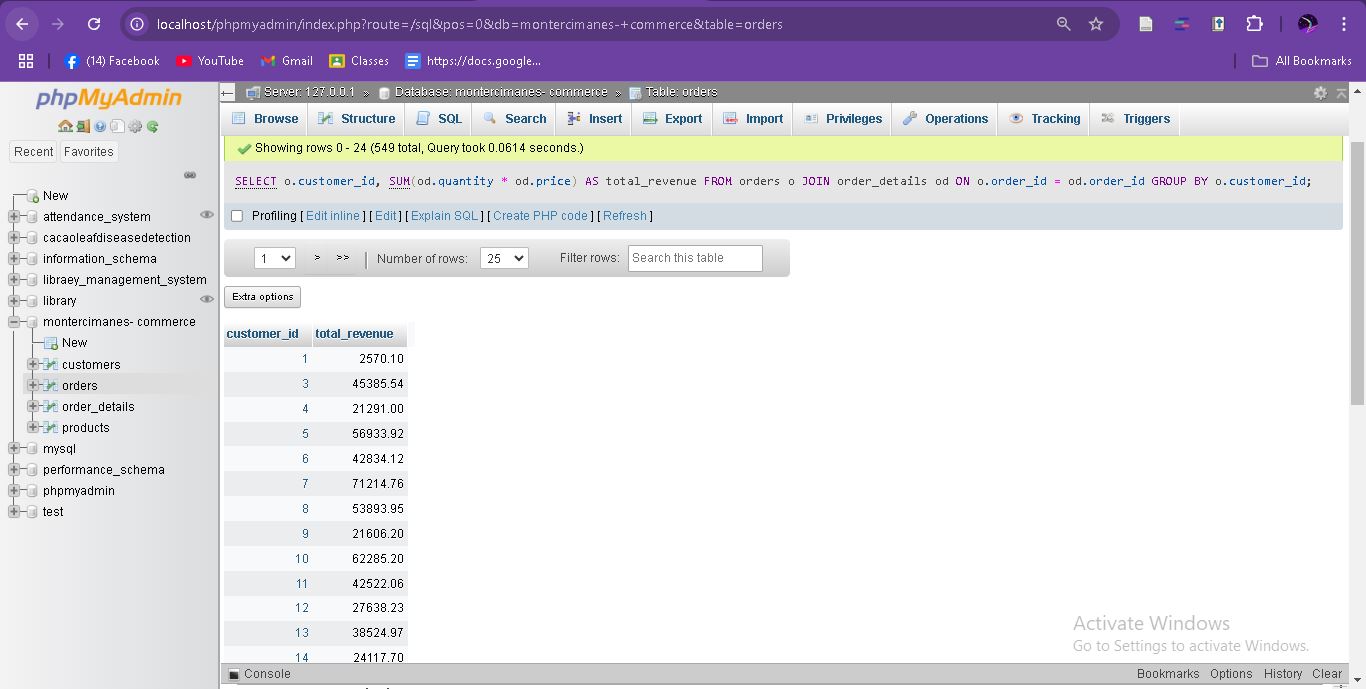 localhost/phpmyadmin/index.php?route=/sql&pos=0&db=montercimanes-+commerce&table=orders
(14) Facebook YouTube Gmail Classes https://docs.google... All Bookmarks
phpMyAdmin
Recent Favorites
New
attendance_system
cacaoleafdiseasedetection
information_schema
libraey_management_system
library
montercimanes- commerce
New
customers
orders
order_details
products
mysql
performance_schema
phpmyadmin
test
Server: 127.0.0.1 » Database: montercimanes- commerce » Table: orders
Browse Structure SQL Search Insert Export Import Privileges Operations Tracking Triggers
Showing rows 0 - 24 (549 total, Query took 0.0614 seconds.)
SELECT o.customer_id, SUM(od.quantity * od.price) AS total_revenue FROM orders o JOIN order_details od ON o.order_id = od.order_id GROUP BY o.customer_id;
Profiling [ Edit inline ] [ Edit ] [ Explain SQL ] [ Create PHP code ] [ Refresh ]
1 > >> | Number of rows: 25 Filter rows: Search this table
Extra options
customer_id total_revenue
1 2570.10
3 45385.54
4 21291.00
5 56933.92
6 42834.12
7 71214.76
8 53893.95
9 21606.20
10 62285.20
11 42522.06
12 27638.23
13 38524.97
14 24117.70
Activate Windows
Go to Settings to activate Windows.
Console Bookmarks Options History Clear